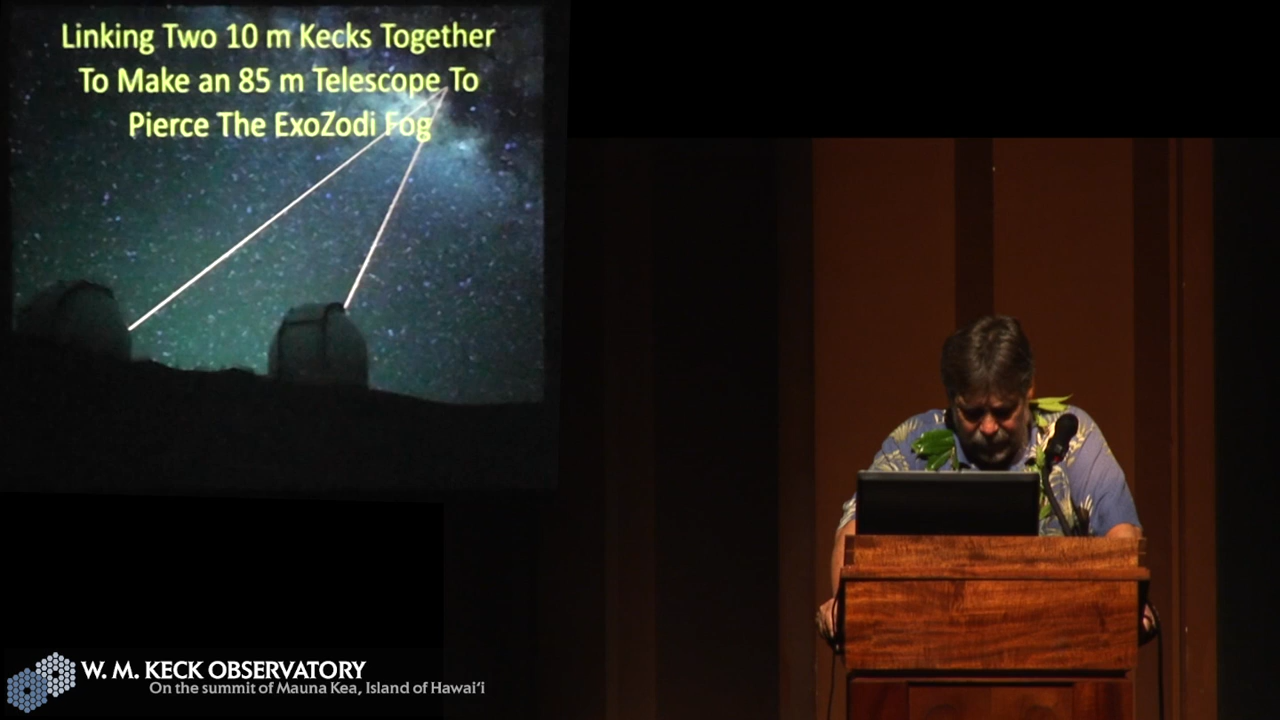 Linking Two 10 m Kecks Together
To Make an 85 m Telescope To
Pierce The ExoZodi Fog
W. M. KECK OBSERVATORY
On the summit of Mauna Kea, Island of Hawai‘i